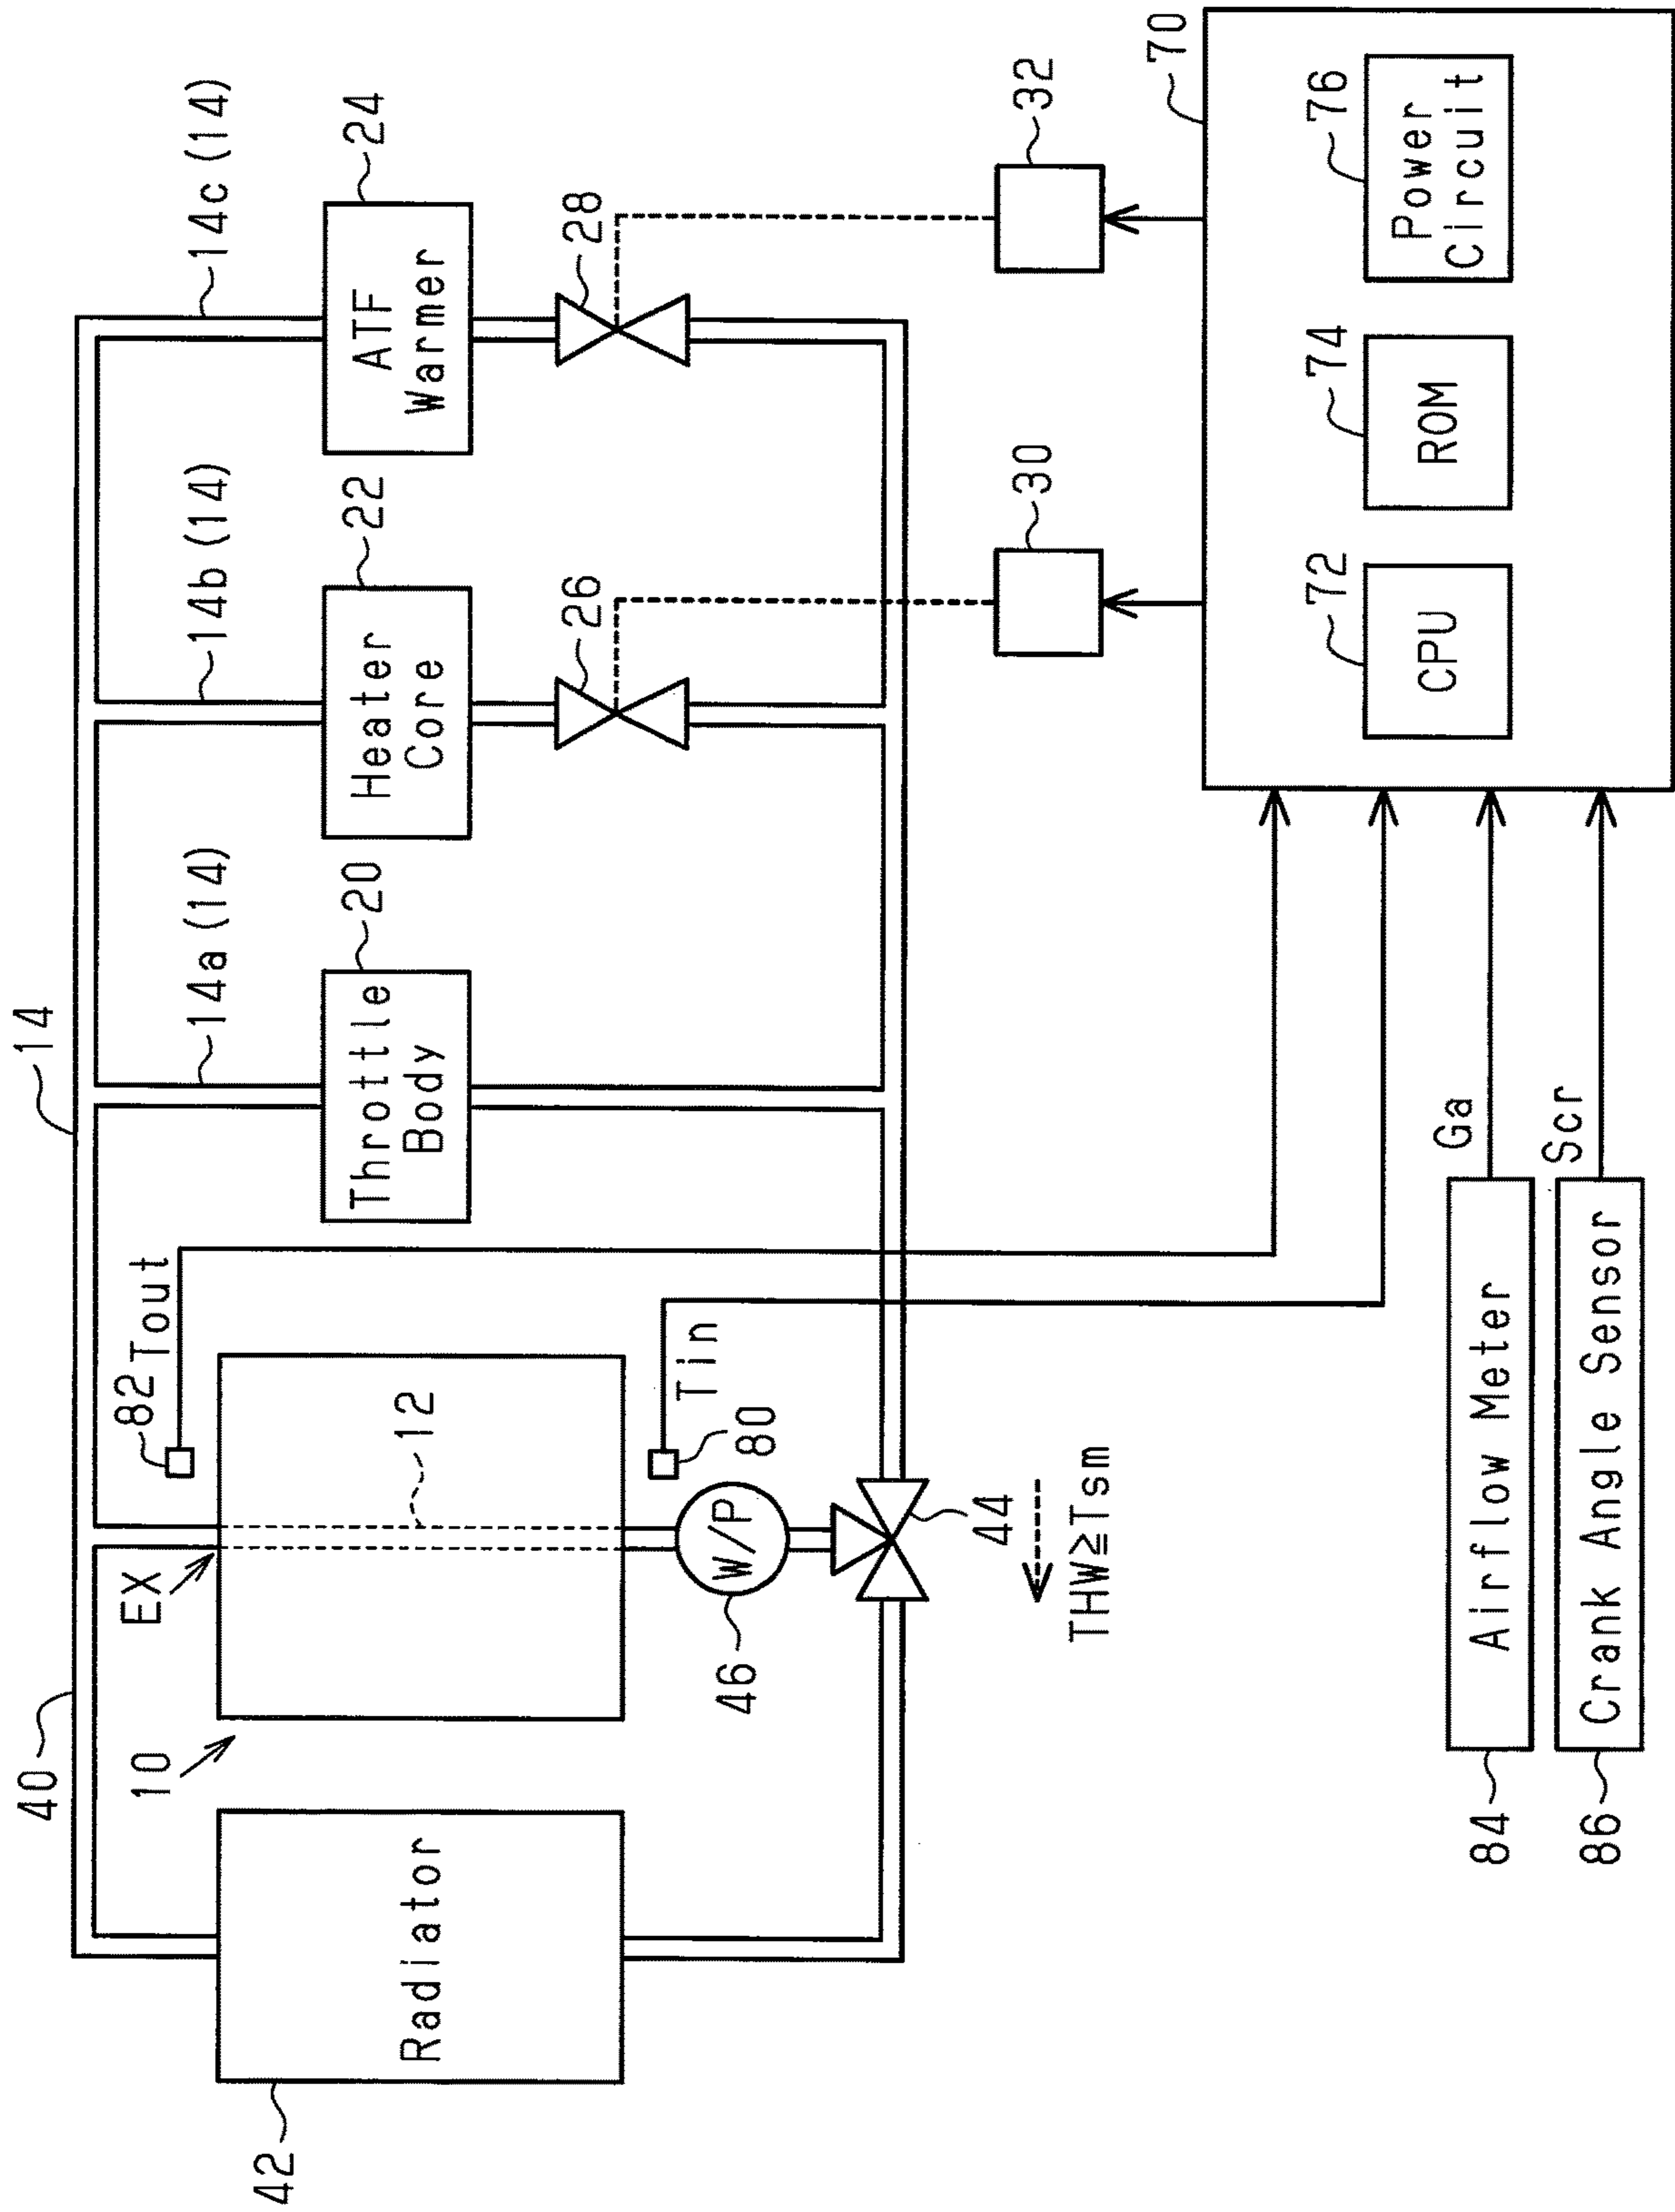 14
40
14a (14)
14b (14)
14c (14)
82
Tout
EX
10
12
20
22
24
Throttle
Body
Heater
Core
ATF
Warmer
42
Radiator
26
28
Tin
80
W/P
46
44
THW≧Tsm
30
32
70
72
74
76
CPU
ROM
Power
Circuit
Ga
84
Airflow Meter
Scr
86
Crank Angle Sensor